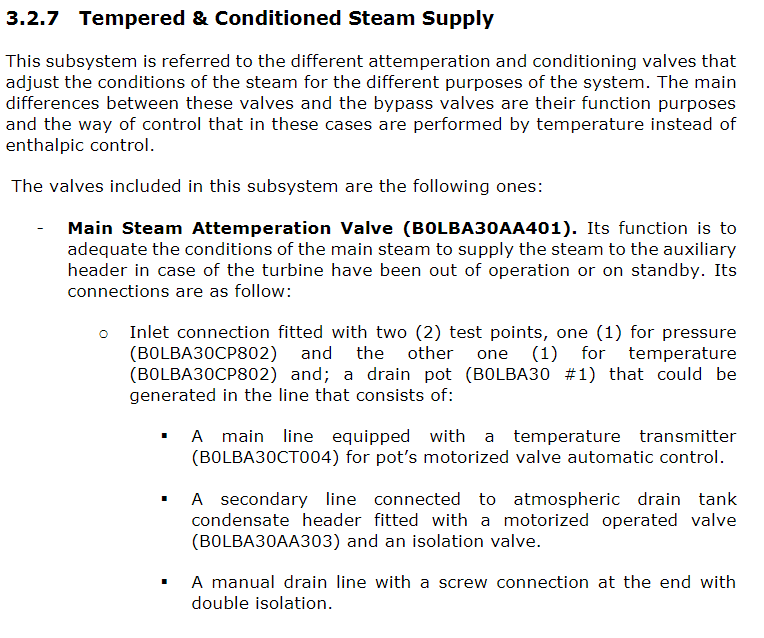 3.2.7 Tempered & Conditioned Steam Supply
This subsystem is referred to the different attemperation and conditioning valves that
adjust the conditions of the steam for the different purposes of the system. The main
differences between these valves and the bypass valves are their function purposes
and the way of control that in these cases are performed by temperature instead of
enthalpic control.
The valves included in this subsystem are the following ones:
- Main Steam Attemperation Valve (B0LBA30AA401). Its function is to
adequate the conditions of the main steam to supply the steam to the auxiliary
header in case of the turbine have been out of operation or on standby. Its
connections are as follow:
o Inlet connection fitted with two (2) test points, one (1) for pressure
(B0LBA30CP802) and the other one (1) for temperature
(B0LBA30CP802) and; a drain pot (B0LBA30 #1) that could be
generated in the line that consists of:
▪ A main line equipped with a temperature transmitter
(B0LBA30CT004) for pot's motorized valve automatic control.
▪ A secondary line connected to atmospheric drain tank
condensate header fitted with a motorized operated valve
(B0LBA30AA303) and an isolation valve.
▪ A manual drain line with a screw connection at the end with
double isolation.